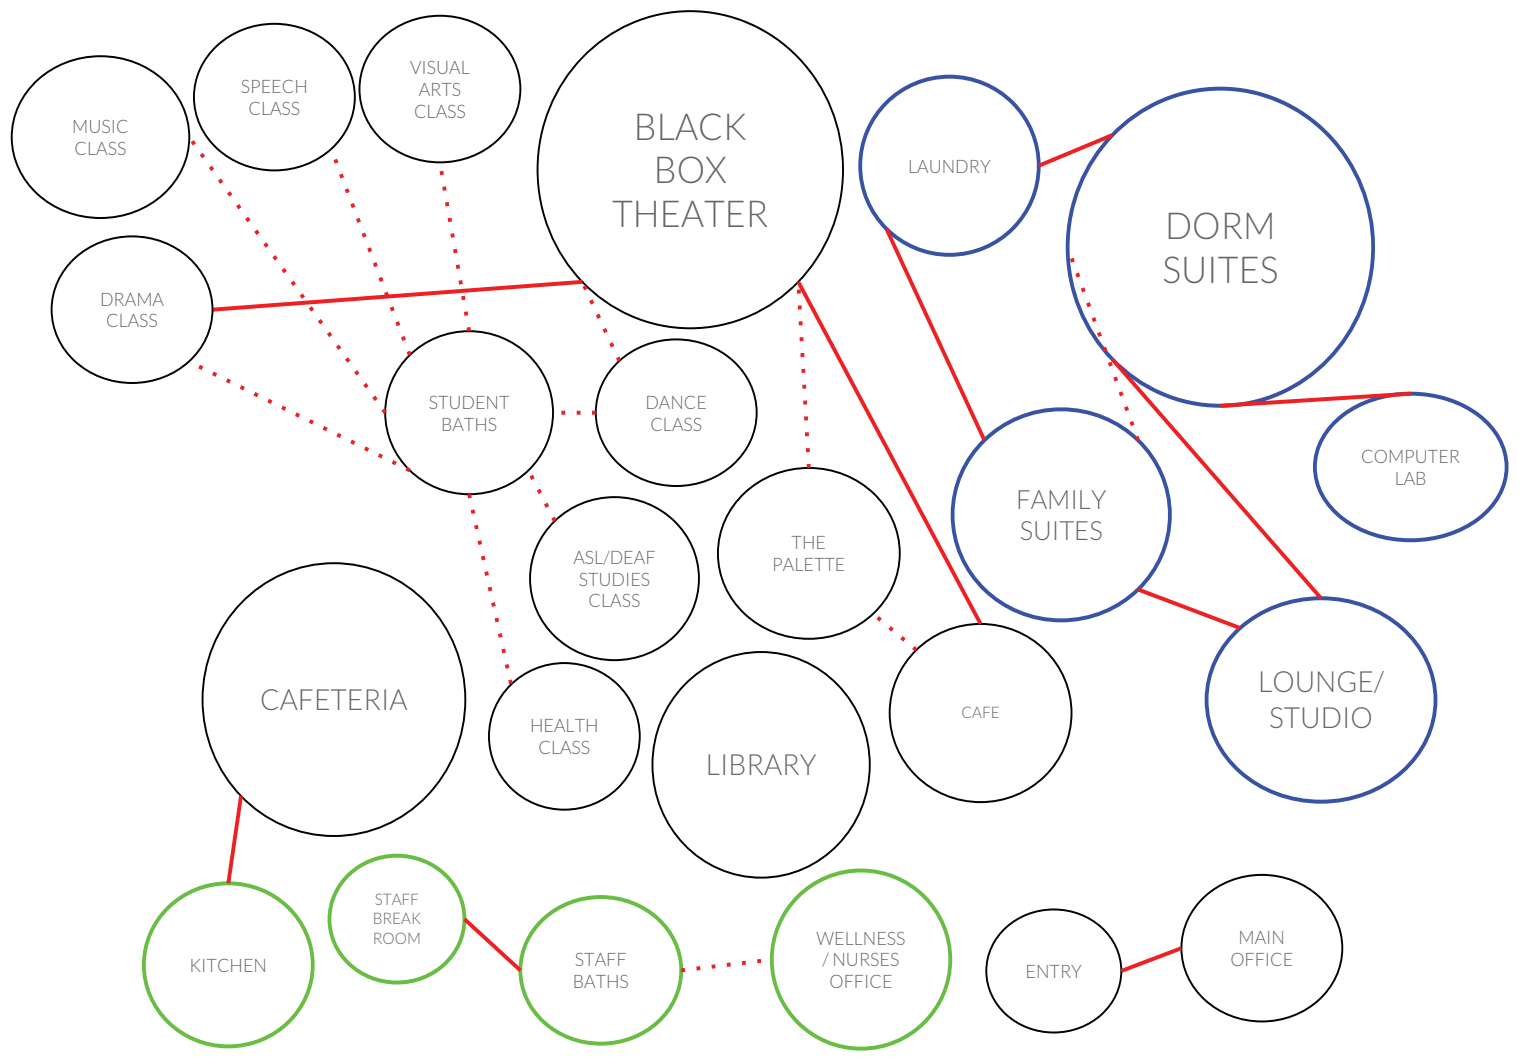 MUSIC
CLASS
SPEECH
CLASS
VISUAL
ARTS
CLASS
BLACK
BOX
THEATER
LAUNDRY
DORM
SUITES
DRAMA
CLASS
STUDENT
BATHS
DANCE
CLASS
COMPUTER
LAB
FAMILY
SUITES
THE
PALETTE
ASL/DEAF
STUDIES
CLASS
CAFETERIA
HEALTH
CLASS
LIBRARY
CAFE
LOUNGE/
STUDIO
KITCHEN
STAFF
BREAK
ROOM
STAFF
BATHS
WELLNESS
/ NURSES
OFFICE
ENTRY
MAIN
OFFICE